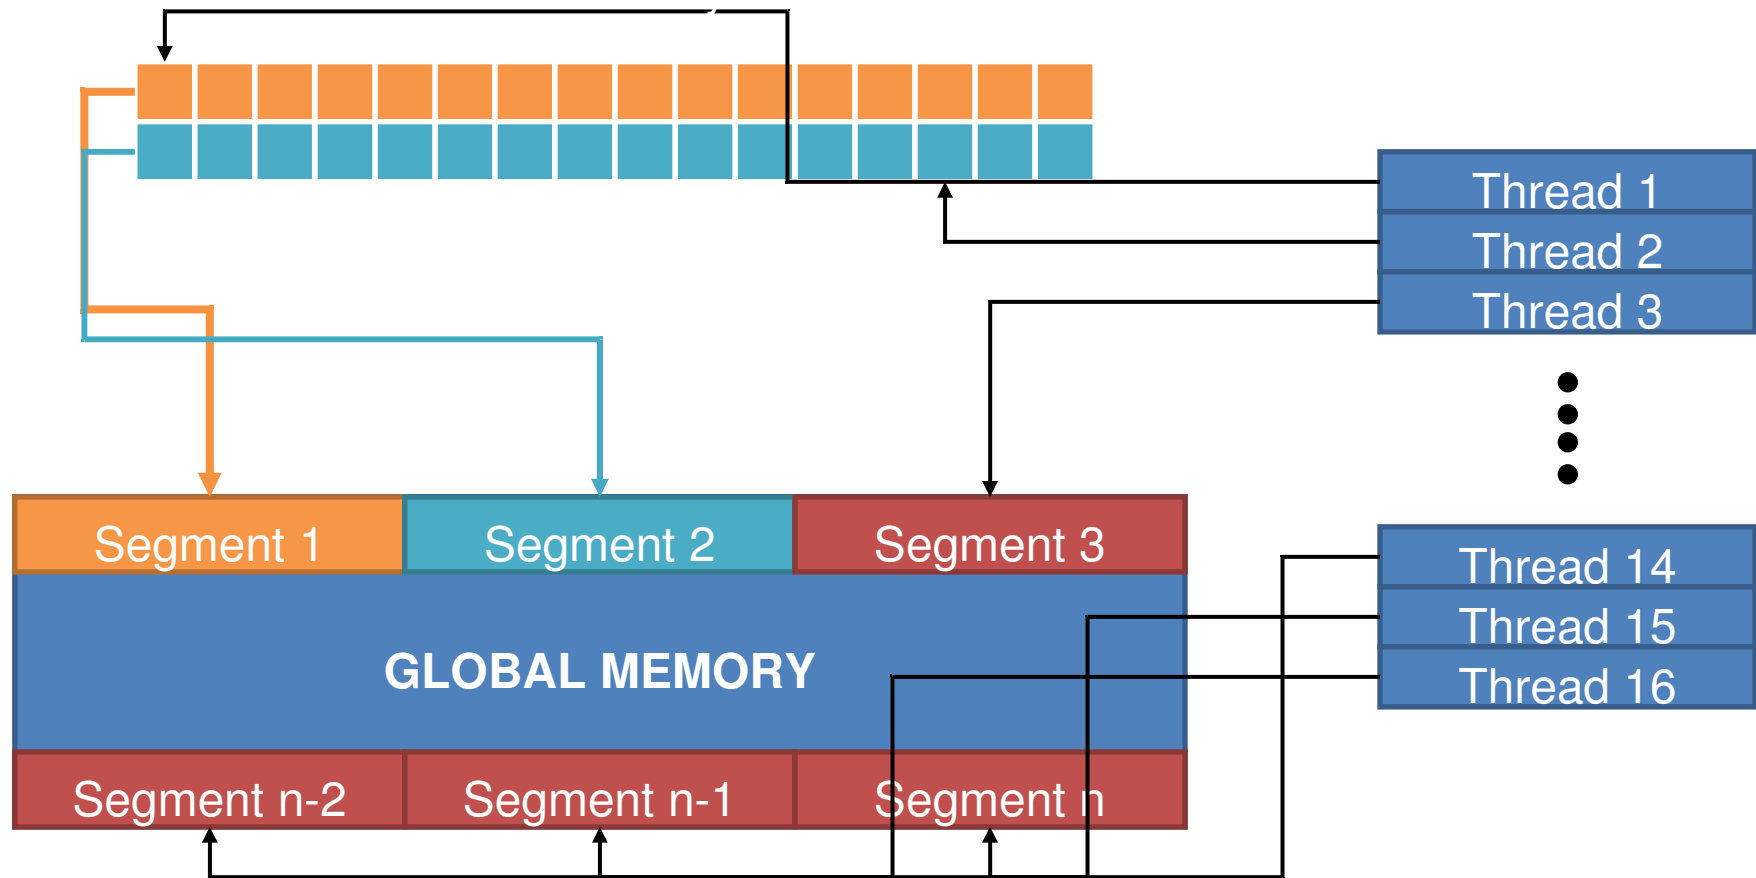 Thread 1
Thread 2
Thread 3
Segment 1
Segment 2
Segment 3
Thread 14
Thread 15
Thread 16
GLOBAL MEMORY
Segment n-2
Segment n-1
Segment n